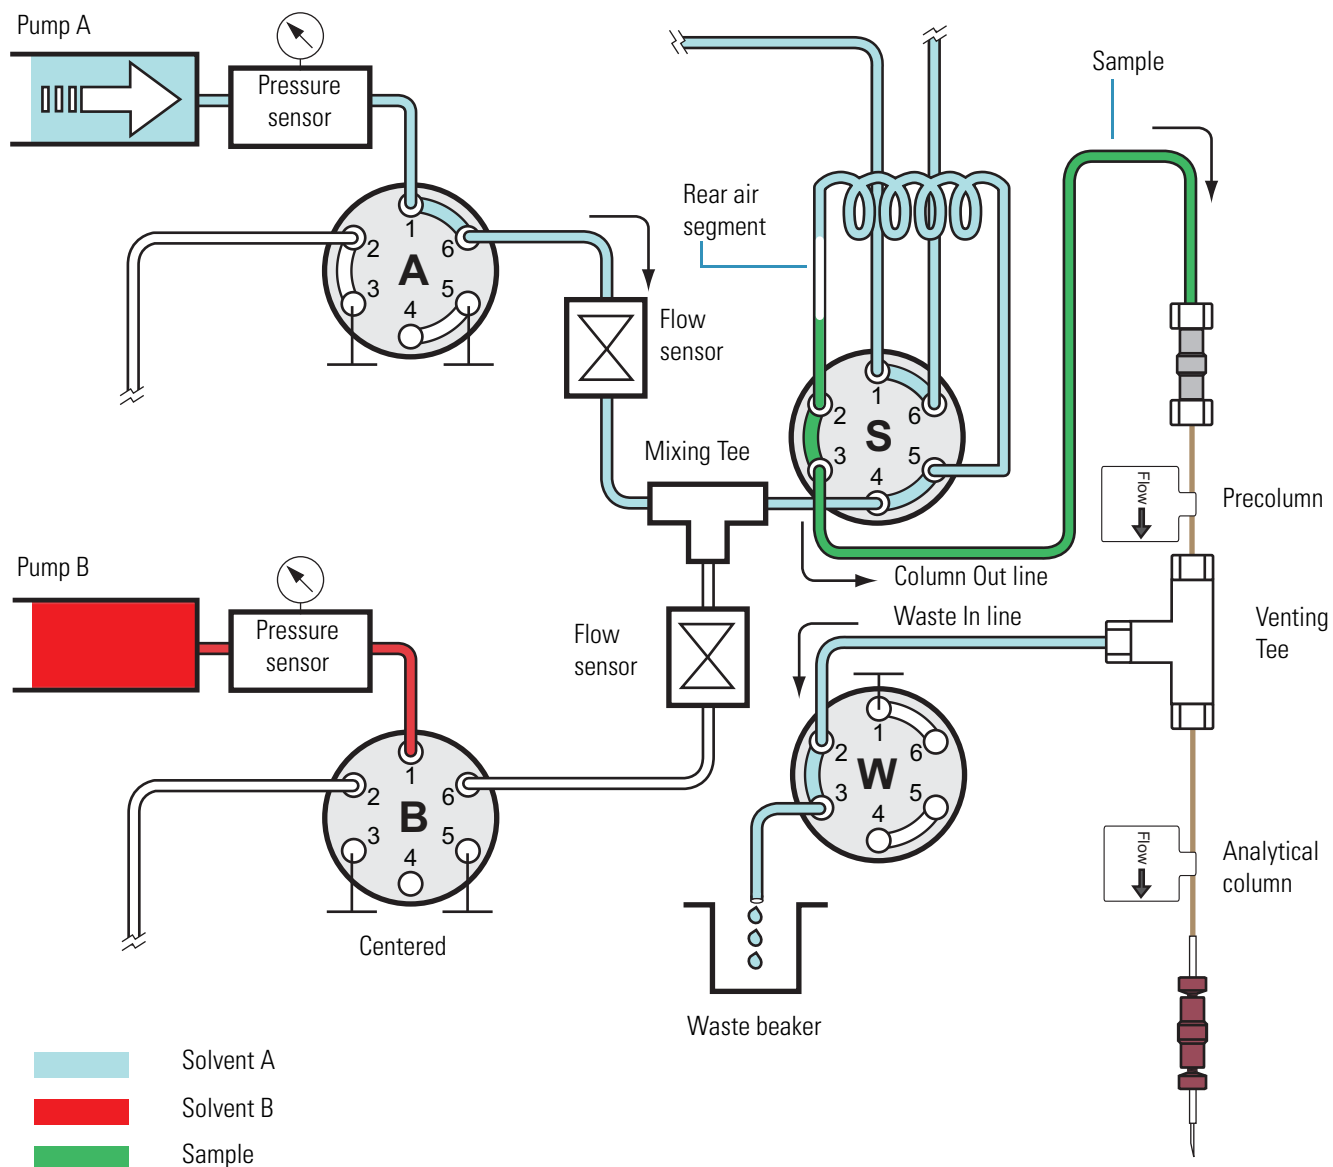 Pump A
Pressure
sensor
Sample
Rear air
segment
1
2
6
A
3
5
4
Flow
sensor
1
2
6
S
3
5
4
Mixing Tee
Flow
Precolumn
Pump B
Pressure
sensor
Column Out line
Waste In line
Flow
sensor
Venting
Tee
1
2
6
B
3
5
4
1
2
6
W
3
5
4
Centered
Flow
Analytical
column
Waste beaker
Solvent A
Solvent B
Sample